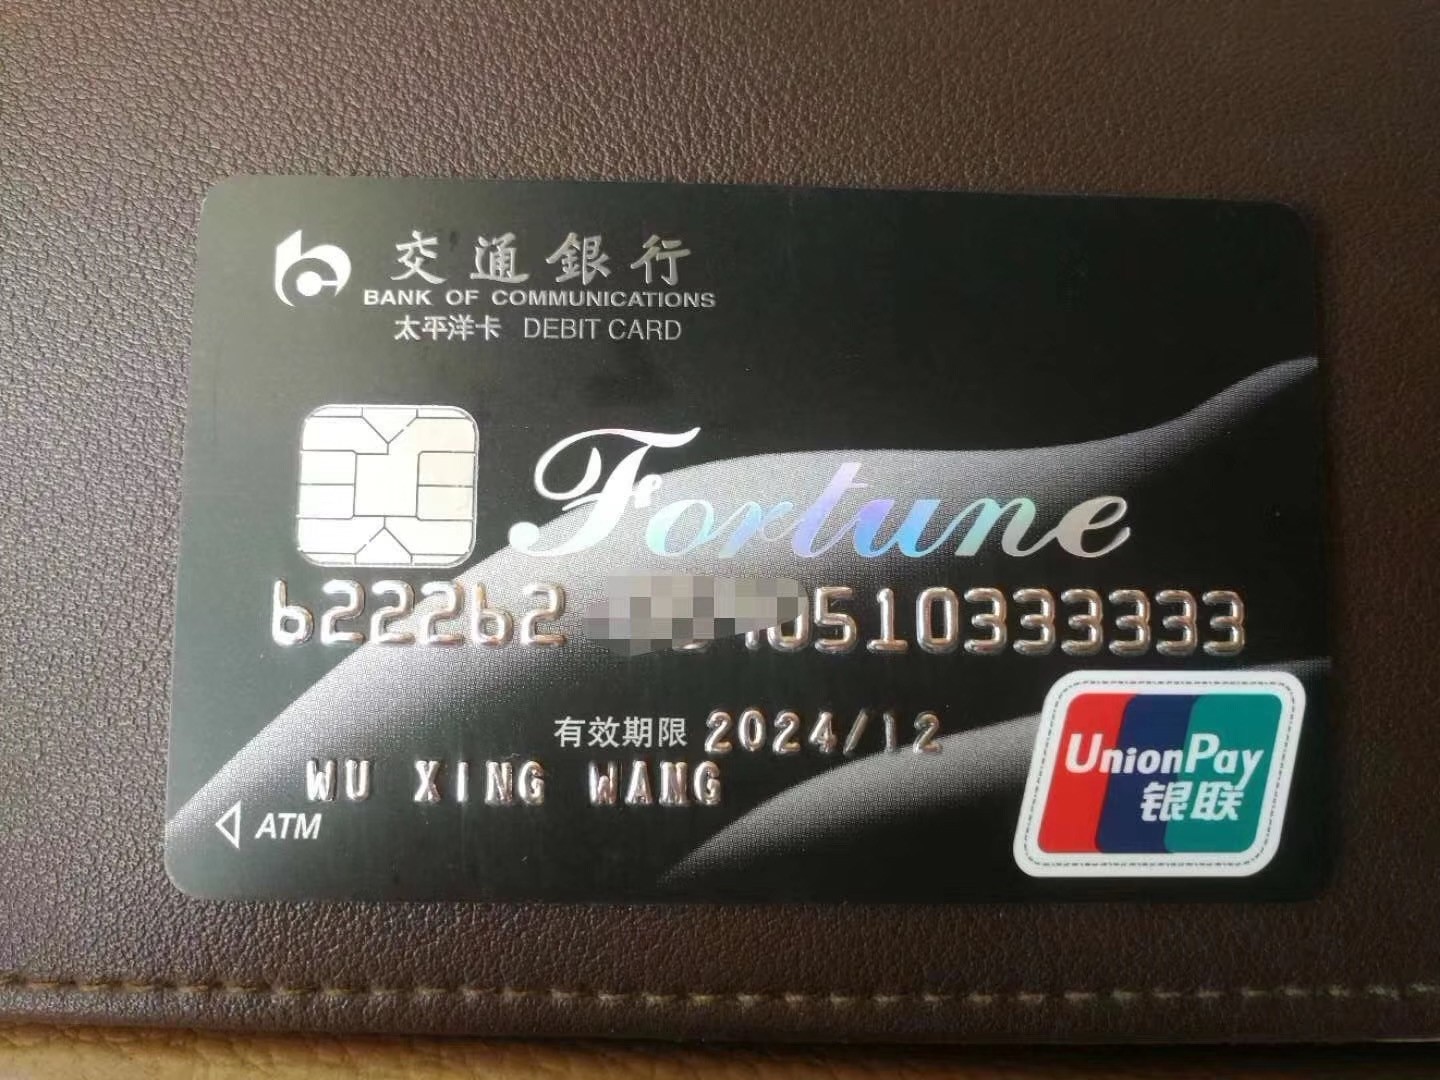 交通銀行
BANK OF COMMUNICATIONS
太平洋卡 DEBIT CARD
Fortune
622262 0510333333
有效期限 2024/12
WU XING WANG
ATM
UnionPay
银联